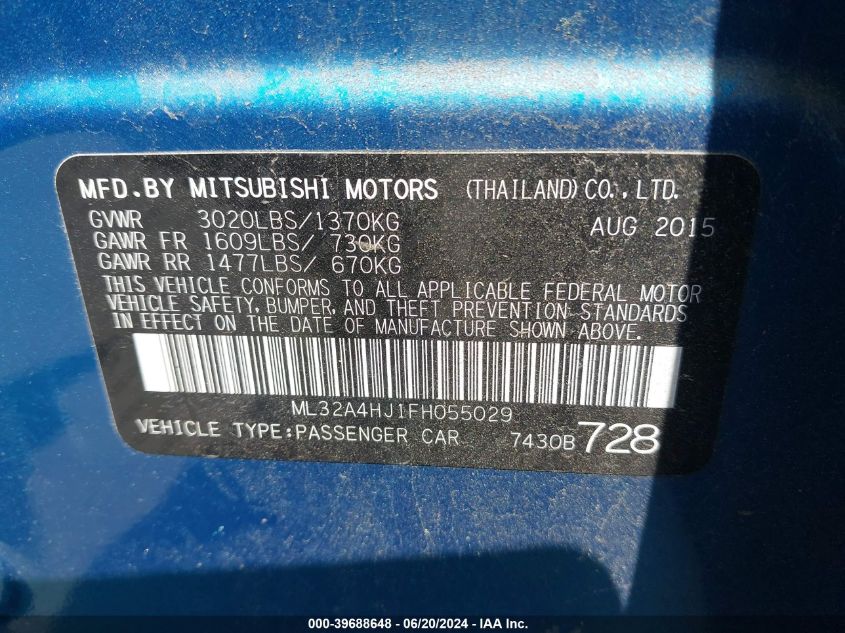 MFD.BY MITSUBISHI MOTORS (THAILAND) CO., LTD.
GVWR 3020LBS/1370KG AUG 2015
GAWR FR 1609LBS/ 730KG
GAWR RR 1477LBS/ 670KG
THIS VEHICLE CONFORMS TO ALL APPLICABLE FEDERAL MOTOR
VEHICLE SAFETY, BUMPER, AND THEFT PREVENTION STANDARDS
IN EFFECT ON THE DATE OF MANUFACTURE SHOWN ABOVE.
ML32A4HJ1FH055029
VEHICLE TYPE:PASSENGER CAR 7430B 728
000-39688648 - 06/20/2024 - IAA, Inc.